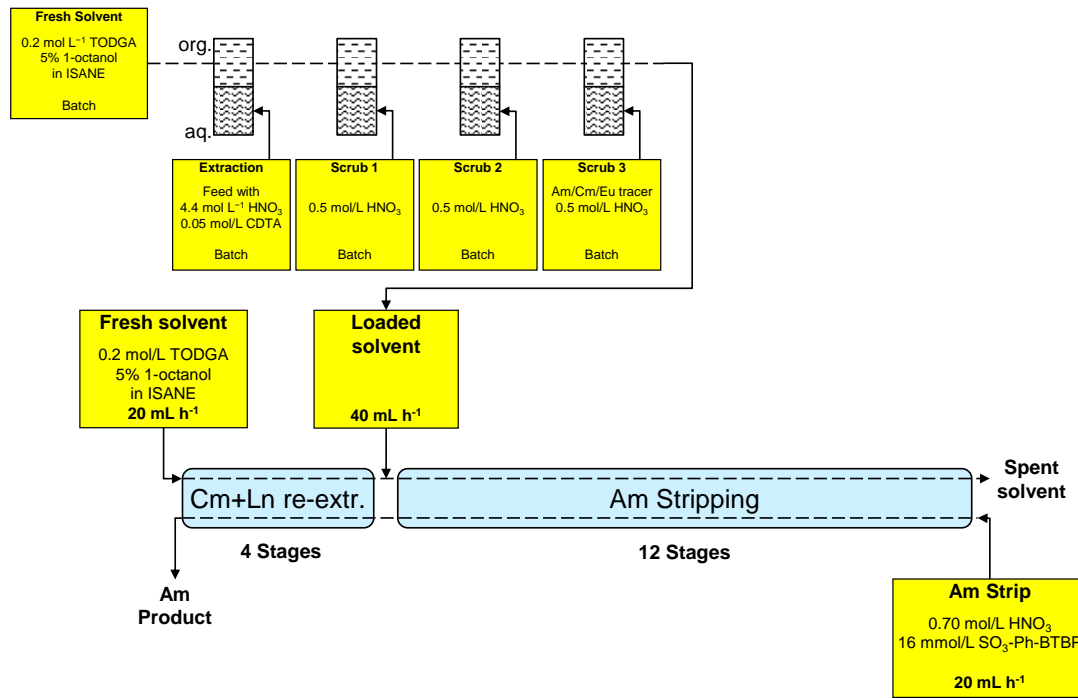 Fresh Solvent
0.2 mol L⁻¹ TODGA
5% 1-octanol
in ISANE
Batch
org.
aq.
Extraction
Feed with
4.4 mol L⁻¹ HNO₃
0.05 mol/L CDTA
Batch
Scrub 1
0.5 mol/L HNO₃
Batch
Scrub 2
0.5 mol/L HNO₃
Batch
Scrub 3
Am/Cm/Eu tracer
0.5 mol/L HNO₃
Batch
Fresh solvent
0.2 mol/L TODGA
5% 1-octanol
in ISANE
20 mL h⁻¹
Loaded
solvent
40 mL h⁻¹
Cm+Ln re-extr.
Am Stripping
Spent
solvent
4 Stages
12 Stages
Am
Product
Am Strip
0.70 mol/L HNO₃
16 mmol/L SO₃-Ph-BTBP
20 mL h⁻¹